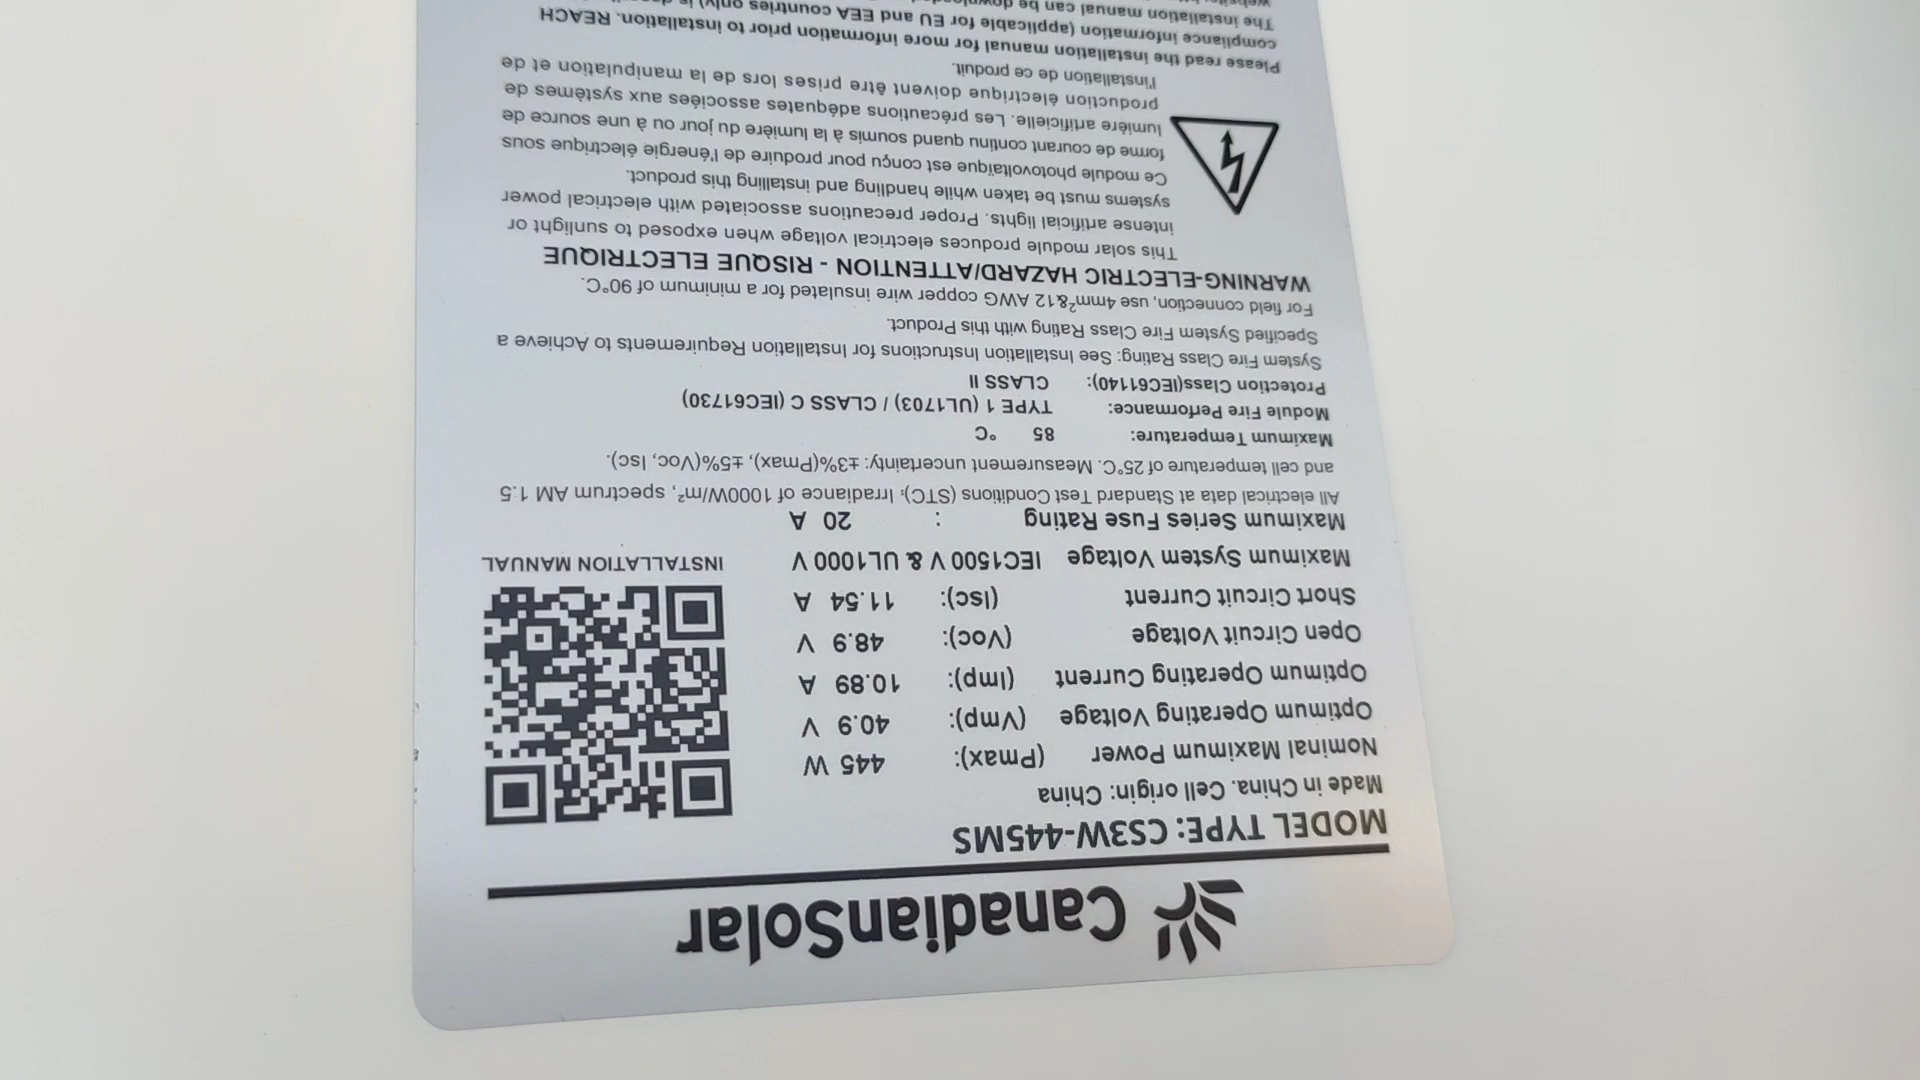 CanadianSolar
MODEL TYPE: CS3W-445MS
Made in China. Cell origin: China
Nominal Maximum Power (Pmax): 445 W
Optimum Operating Voltage (Vmp): 40.9 V
Optimum Operating Current (Imp): 10.89 A
Open Circuit Voltage (Voc): 48.9 V
Short Circuit Current (Isc): 11.54 A
Maximum System Voltage IEC1500 V & UL1000 V
Maximum Series Fuse Rating : 20 A
INSTALLATION MANUAL
All electrical data at Standard Test Conditions (STC): Irradiance of 1000W/m², spectrum AM 1.5
and cell temperature of 25°C. Measurement uncertainty: ±3%(Pmax), ±5%(Voc, Isc).
Maximum Temperature: 85 °C
Module Fire Performance: TYPE 1 (UL1703) / CLASS C (IEC61730)
Protection Class(IEC61140): CLASS II
System Fire Class Rating: See Installation Instructions for Installation Requirements to Achieve a
Specified System Fire Class Rating with this Product.
For field connection, use 4mm²&12 AWG copper wire insulated for a minimum of 90°C.
WARNING-ELECTRIC HAZARD/ATTENTION - RISQUE ELECTRIQUE
This solar module produces electrical voltage when exposed to sunlight or
intense artificial lights. Proper precautions associated with electrical power
systems must be taken while handling and installing this product.
Ce module photovoltaïque est conçu pour produire de l'énergie électrique sous
forme de courant continu quand soumis à la lumière du jour ou à une source de
lumière artificielle. Les précautions adéquates associées aux systèmes de
production électrique doivent être prises lors de la manipulation et de
l'installation de ce produit.
Please read the installation manual for more information prior to installation. REACH
compliance information (applicable for EU and EEA countries only) is
The installation manual can be